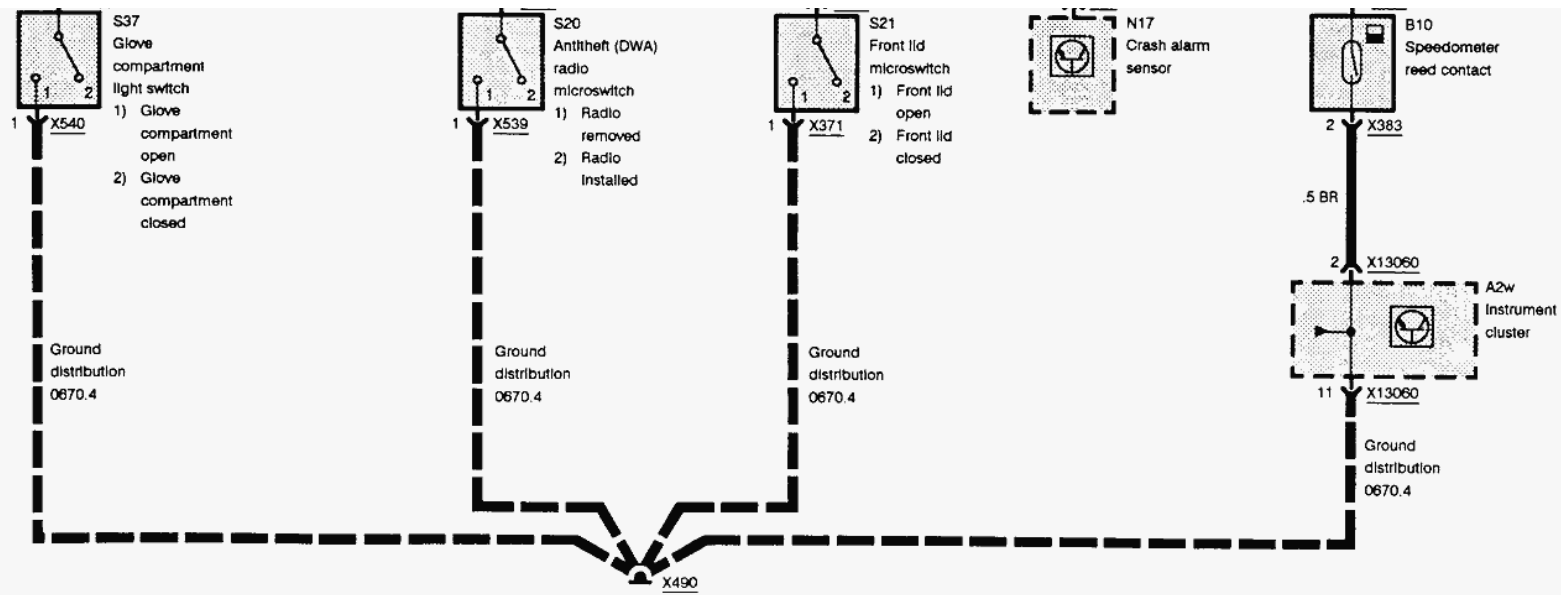 S37
Glove
compartment
light switch
1) Glove
compartment
open
2) Glove
compartment
closed
1 2
1 X540
S20
Antitheft (DWA)
radio
microswitch
1) Radio
removed
2) Radio
installed
1 2
1 X539
S21
Front lid
microswitch
1) Front lid
open
2) Front lid
closed
1 2
1 X371
N17
Crash alarm
sensor
B10
Speedometer
reed contact
2 X383
.5 BR
2 X13060
A2w
Instrument
cluster
11 X13060
Ground
distribution
0670.4
Ground
distribution
0670.4
Ground
distribution
0670.4
Ground
distribution
0670.4
X490